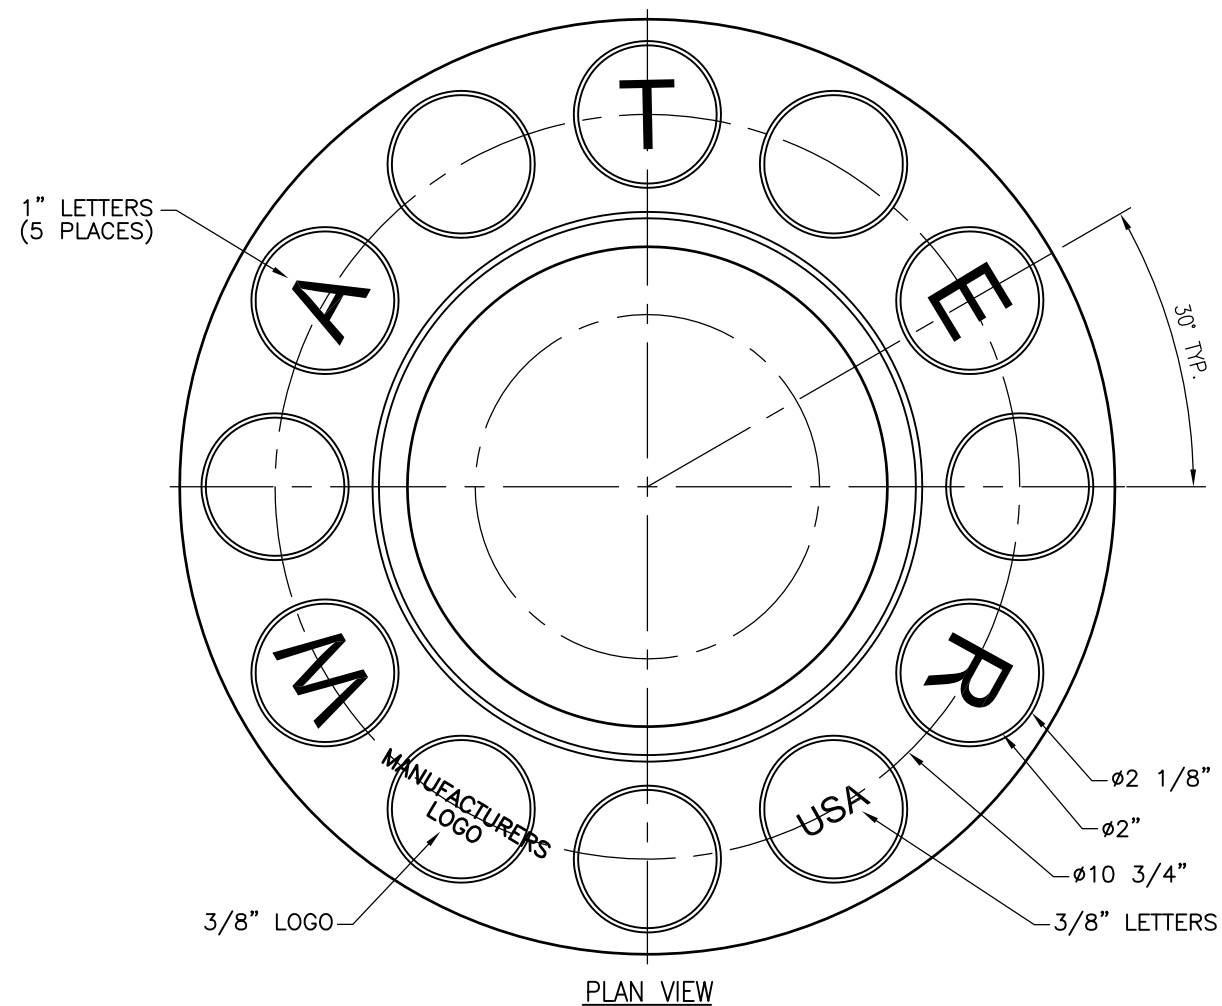 T
1” LETTERS
(5 PLACES)
A
E
30° TYP.
W
R
MANUFACTURERS
LOGO
USA
ø2 1/8”
ø2”
ø10 3/4”
3/8” LOGO
3/8” LETTERS
PLAN VIEW